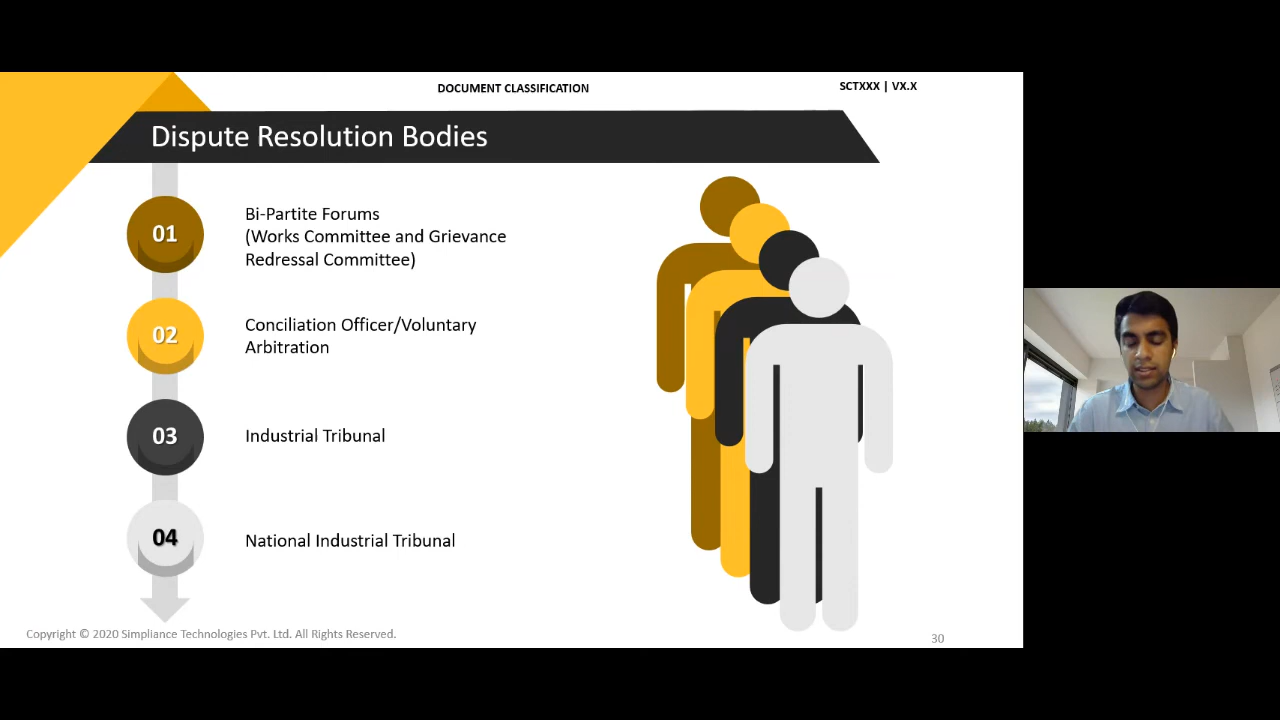 DOCUMENT CLASSIFICATION
SCTXXX | VX.X
Dispute Resolution Bodies
01
Bi-Partite Forums
(Works Committee and Grievance
Redressal Committee)
02
Conciliation Officer/Voluntary
Arbitration
03
Industrial Tribunal
04
National Industrial Tribunal
Copyright © 2020 Simpliance Technologies Pvt. Ltd. All Rights Reserved.
30